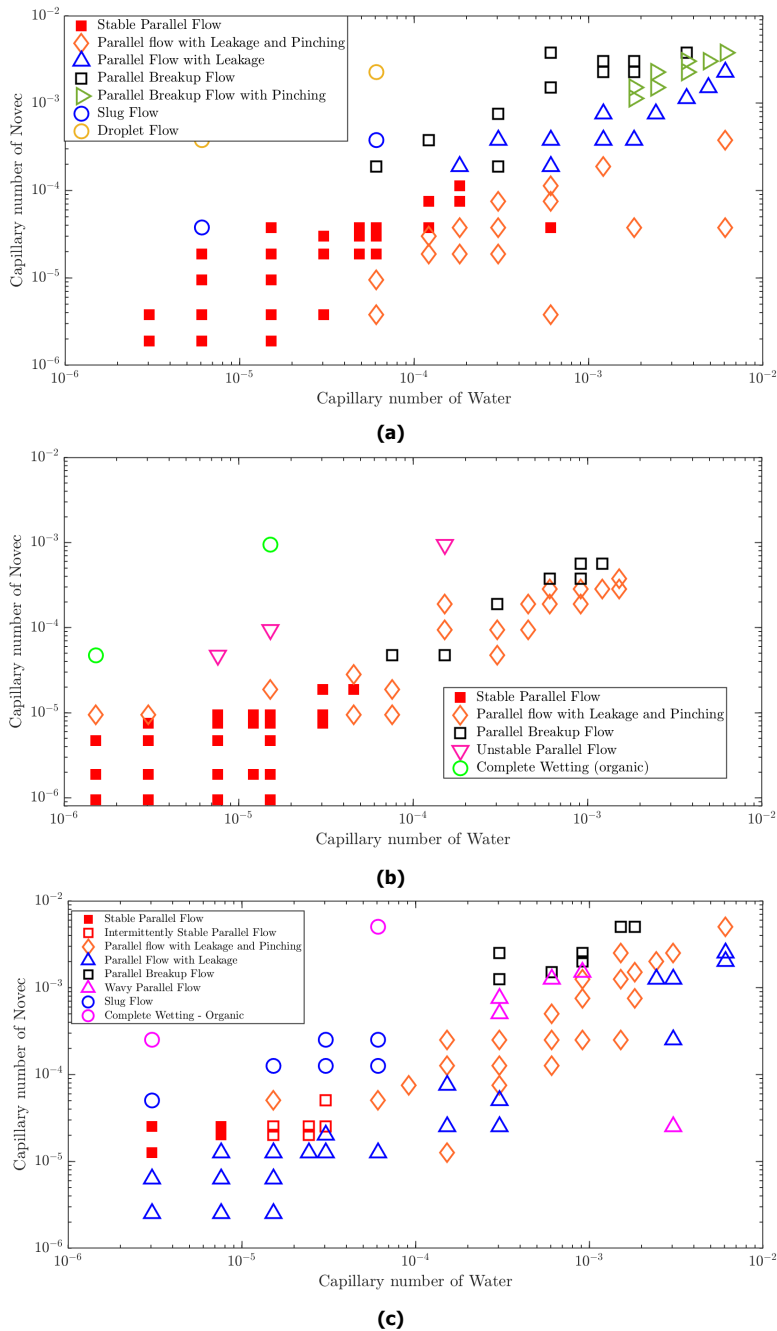 Stable Parallel Flow
Parallel flow with Leakage and Pinching
Parallel Flow with Leakage
Parallel Breakup Flow
Parallel Breakup Flow with Pinching
Slug Flow
Droplet Flow
10⁻²
10⁻³
10⁻⁴
10⁻⁵
10⁻⁶
Capillary number of Novec
10⁻⁶ 10⁻⁵ 10⁻⁴ 10⁻³ 10⁻²
Capillary number of Water
(a)
10⁻²
10⁻³
10⁻⁴
10⁻⁵
10⁻⁶
Capillary number of Novec
Stable Parallel Flow
Parallel flow with Leakage and Pinching
Parallel Breakup Flow
Unstable Parallel Flow
Complete Wetting (organic)
10⁻⁶ 10⁻⁵ 10⁻⁴ 10⁻³ 10⁻²
Capillary number of Water
(b)
Stable Parallel Flow
Intermittently Stable Parallel Flow
Parallel flow with Leakage and Pinching
Parallel Flow with Leakage
Parallel Breakup Flow
Wavy Parallel Flow
Slug Flow
Complete Wetting - Organic
10⁻²
10⁻³
10⁻⁴
10⁻⁵
10⁻⁶
Capillary number of Novec
10⁻⁶ 10⁻⁵ 10⁻⁴ 10⁻³ 10⁻²
Capillary number of Water
(c)